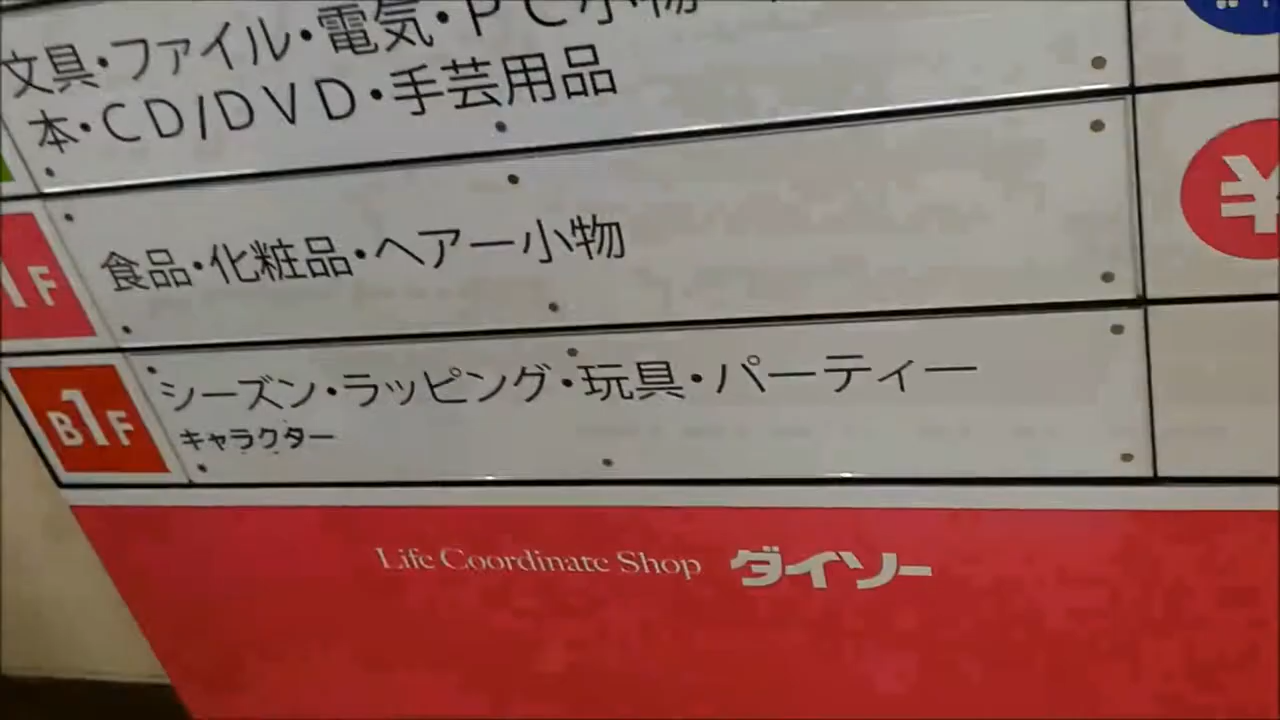 文具・ファイル・電気・PC小物
本・CD/DVD・手芸用品
1F
食品・化粧品・ヘアー小物
¥
B1F
シーズン・ラッピング・玩具・パーティー
キャラクター
Life Coordinate Shop ダイソー